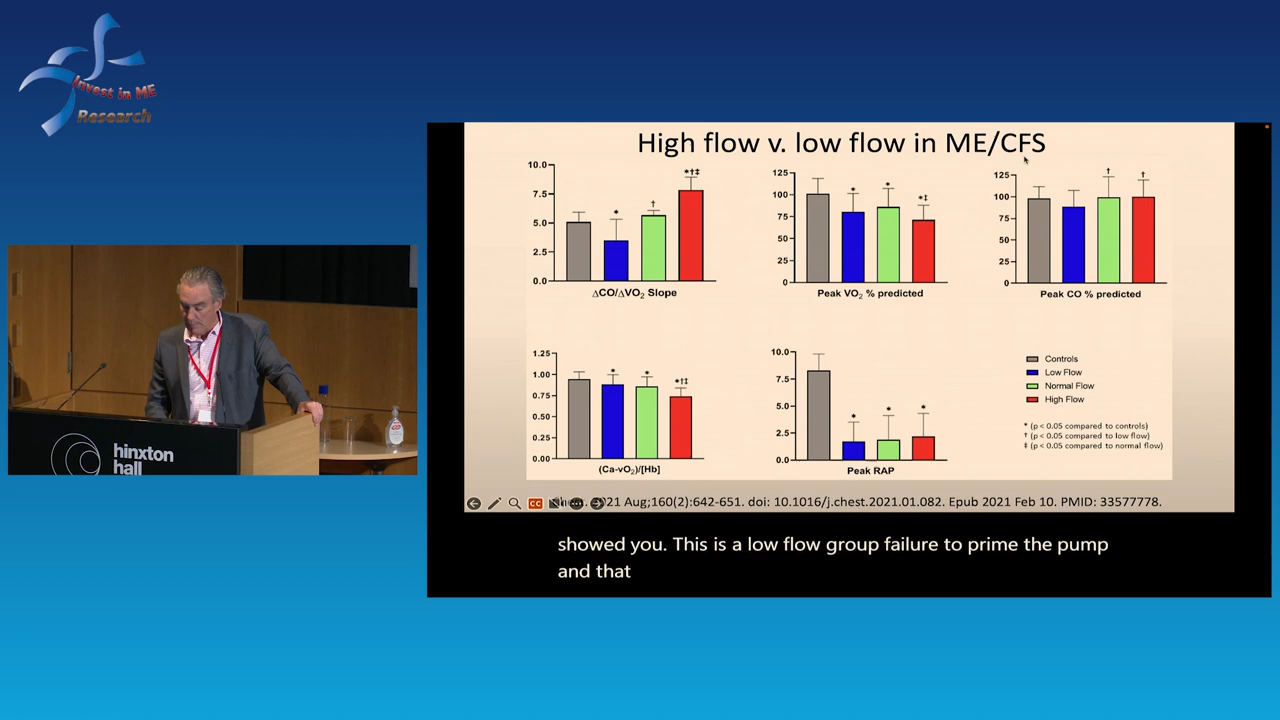 Invest in ME
Research
hinxton
hall
High flow v. low flow in ME/CFS
10.0
7.5
5.0
2.5
0.0
*
†
*†‡
ΔCO/ΔVO2 Slope
125
100
75
50
25
0
*
*
*‡
Peak VO2 % predicted
125
100
75
50
25
0
†
†
Peak CO % predicted
1.25
1.00
0.75
0.50
0.25
0.00
*
*
*†‡
(Ca-vO2)/[Hb]
10.0
7.5
5.0
2.5
0.0
*
*
*
Peak RAP
Controls
Low Flow
Normal Flow
High Flow
* (p < 0.05 compared to controls)
† (p < 0.05 compared to low flow)
‡ (p < 0.05 compared to normal flow)
CC
21 Aug;160(2):642-651. doi: 10.1016/j.chest.2021.01.082. Epub 2021 Feb 10. PMID: 33577778.
showed you. This is a low flow group failure to prime the pump
and that